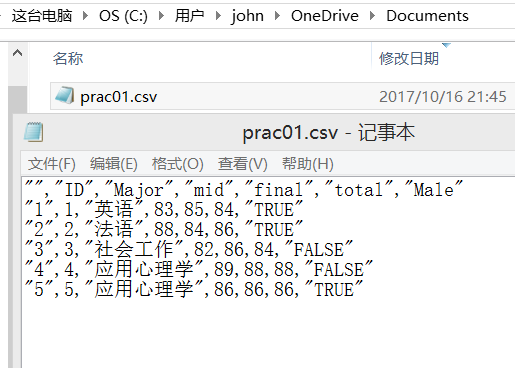 这台电脑 › OS (C:) › 用户 › john › OneDrive › Documents
名称 修改日期
prac01.csv 2017/10/16 21:45
prac01.csv - 记事本
文件(F) 编辑(E) 格式(O) 查看(V) 帮助(H)
"","ID","Major","mid","final","total","Male"
"1",1,"英语",83,85,84,"TRUE"
"2",2,"法语",88,84,86,"TRUE"
"3",3,"社会工作",82,86,84,"FALSE"
"4",4,"应用心理学",89,88,88,"FALSE"
"5",5,"应用心理学",86,86,86,"TRUE"